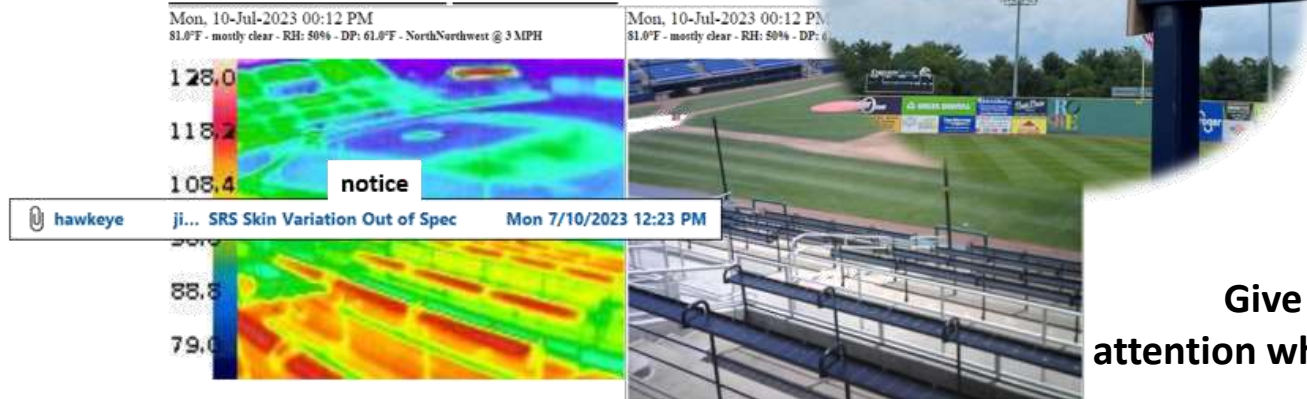 Mon, 10-Jul-2023 00:12 PM
81.0°F - mostly clear - RH: 50% - DP: 61.0°F - NorthNorthwest @ 3 MPH
Mon, 10-Jul-2023 00:12 PM
81.0°F - mostly clear - RH: 50% - DP:
128.0
118.2
108.4
notice
hawkeye ji... SRS Skin Variation Out of Spec Mon 7/10/2023 12:23 PM
88.8
79.0
Give
attention